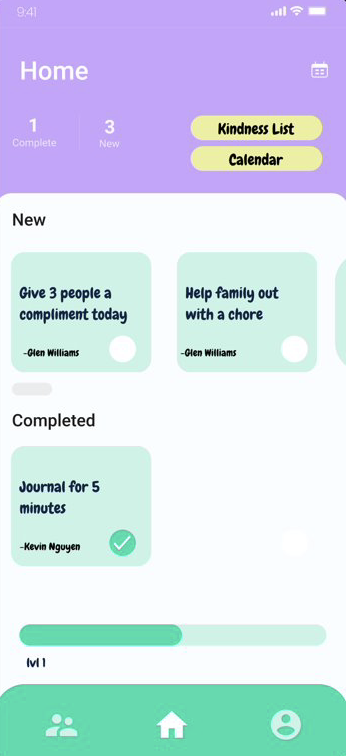 9:41
Home
1
Complete
3
New
Kindness List
Calendar
New
Give 3 people a
compliment today
-Glen Williams
Help family out
with a chore
-Glen Williams
Completed
Journal for 5
minutes
-Kevin Nguyen
lvl 1